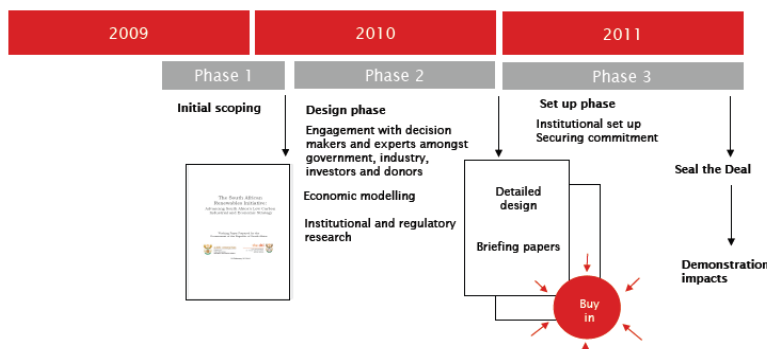 2009
2010
2011
Phase 1
Phase 2
Phase 3
Initial scoping
Design phase
Engagement with decision
makers and experts amongst
government, industry,
investors and donors
Economic modelling
Institutional and regulatory
research
Set up phase
Institutional set up
Securing commitment
The South African
Renewables Initiative:
Detailed
design
Briefing papers
Buy
in
Seal the Deal
Demonstration
impacts